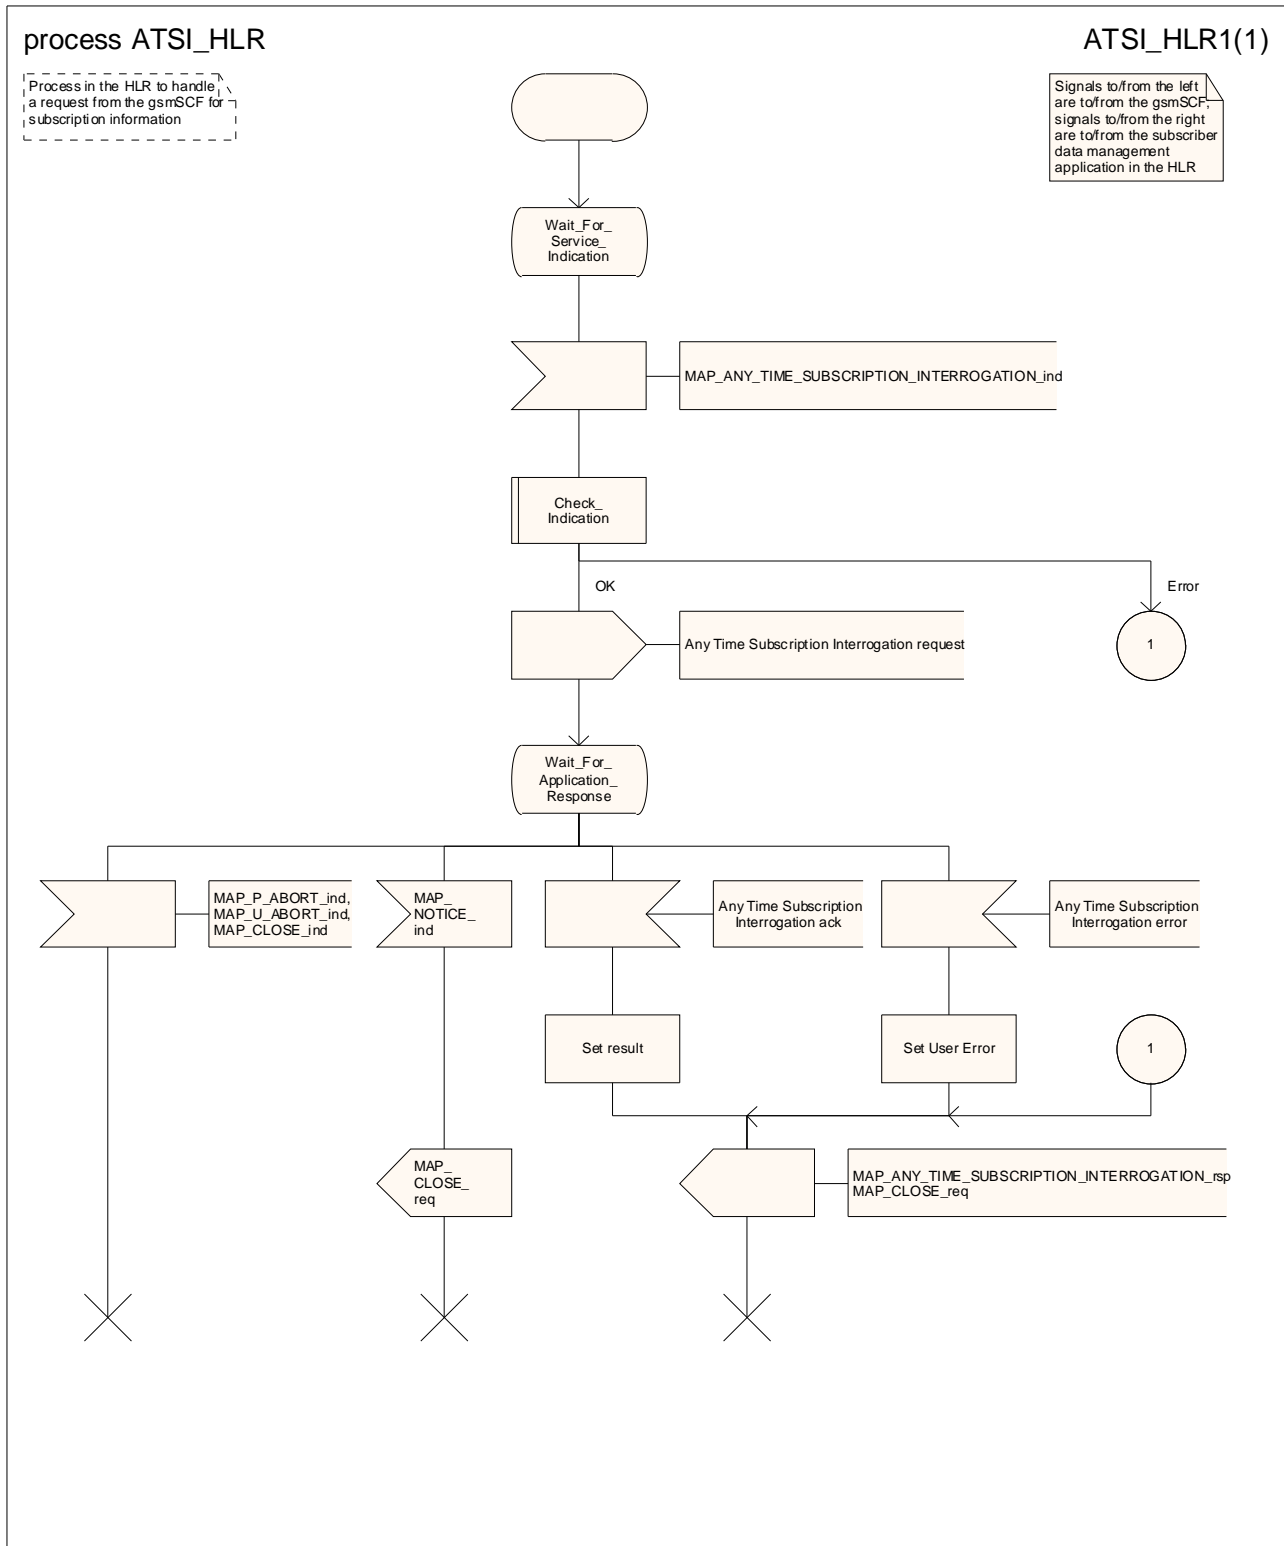 process ATSI_HLR
ATSI_HLR1(1)
Process in the HLR to handle
a request from the gsmSCF for
subscription information
Signals to/from the left
are to/from the gsmSCF;
signals to/from the right
are to/from the subscriber
data management
application in the HLR
Wait_For_
Service_
Indication
MAP_ANY_TIME_SUBSCRIPTION_INTERROGATION_ind
Check_
Indication
OK
Error
Any Time Subscription Interrogation request
1
Wait_For_
Application_
Response
MAP_P_ABORT_ind,
MAP_U_ABORT_ind,
MAP_CLOSE_ind
MAP_
NOTICE_
ind
Any Time Subscription
Interrogation ack
Any Time Subscription
Interrogation error
Set result
Set User Error
1
MAP_
CLOSE_
req
MAP_ANY_TIME_SUBSCRIPTION_INTERROGATION_rsp
MAP_CLOSE_req